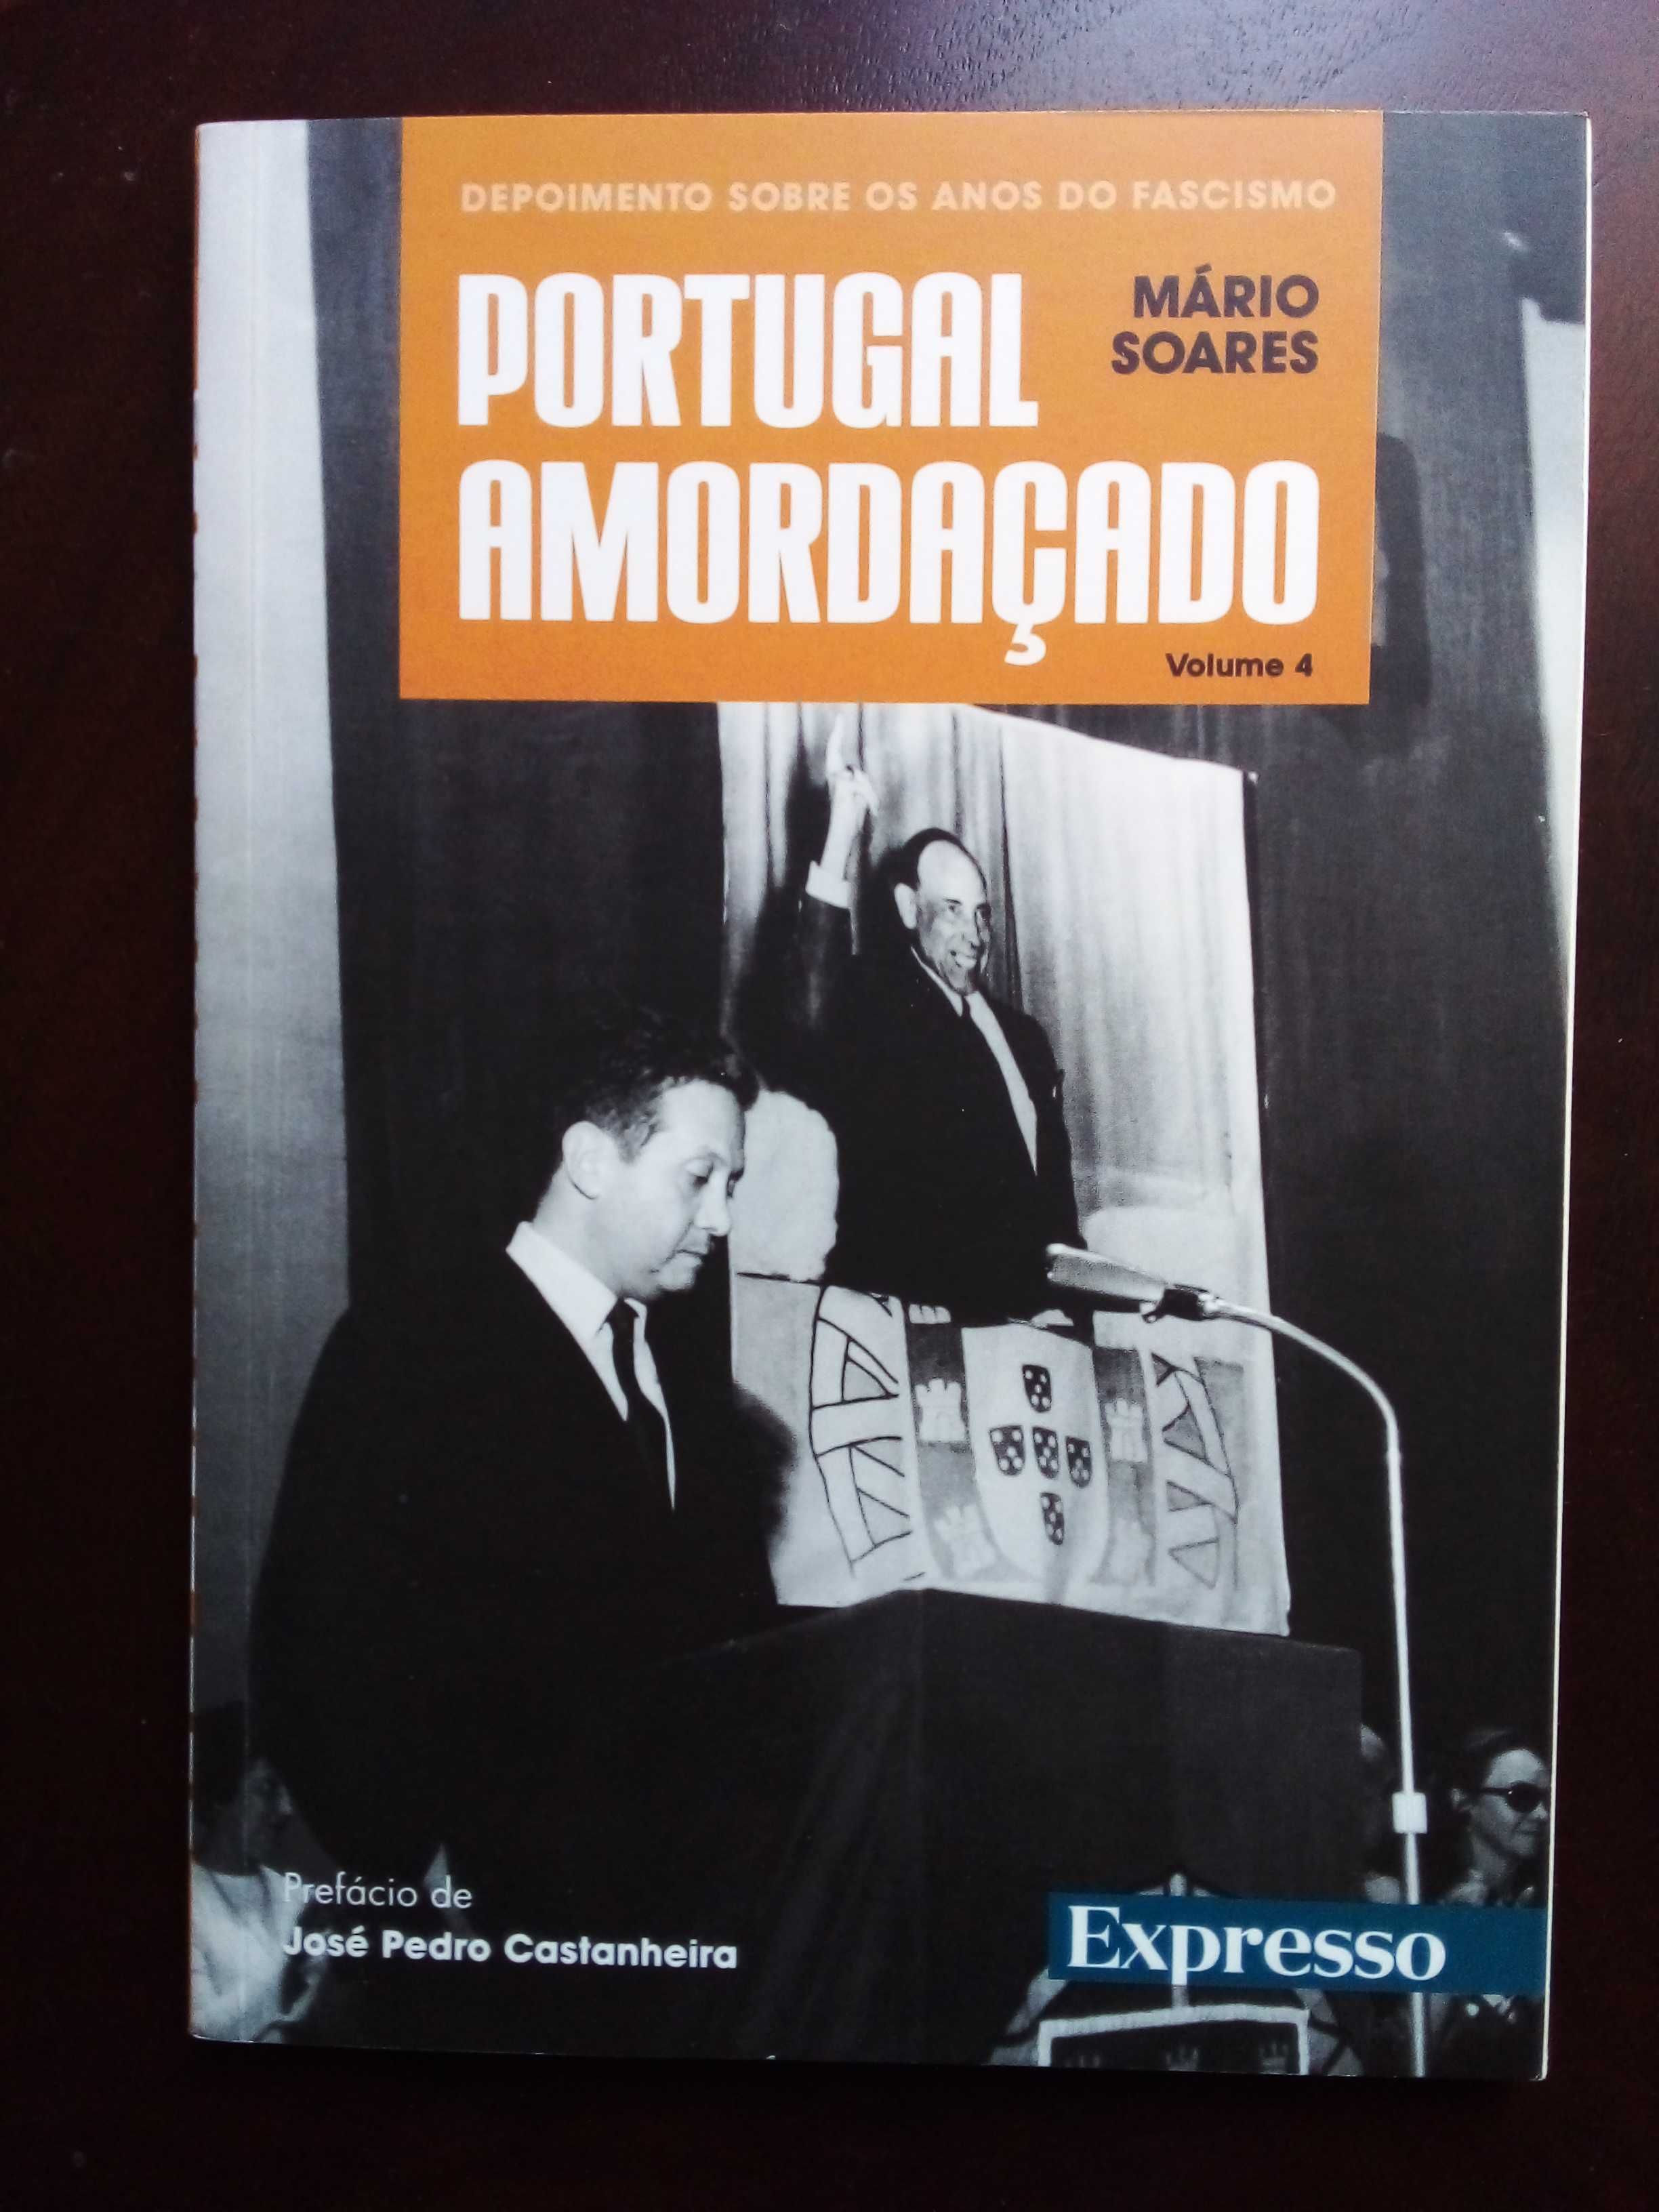 DEPOIMENTO SOBRE OS ANOS DO FASCISMO
PORTUGAL
AMORDAÇADO
MÁRIO
SOARES
Volume 4
Prefácio de
José Pedro Castanheira
Expresso